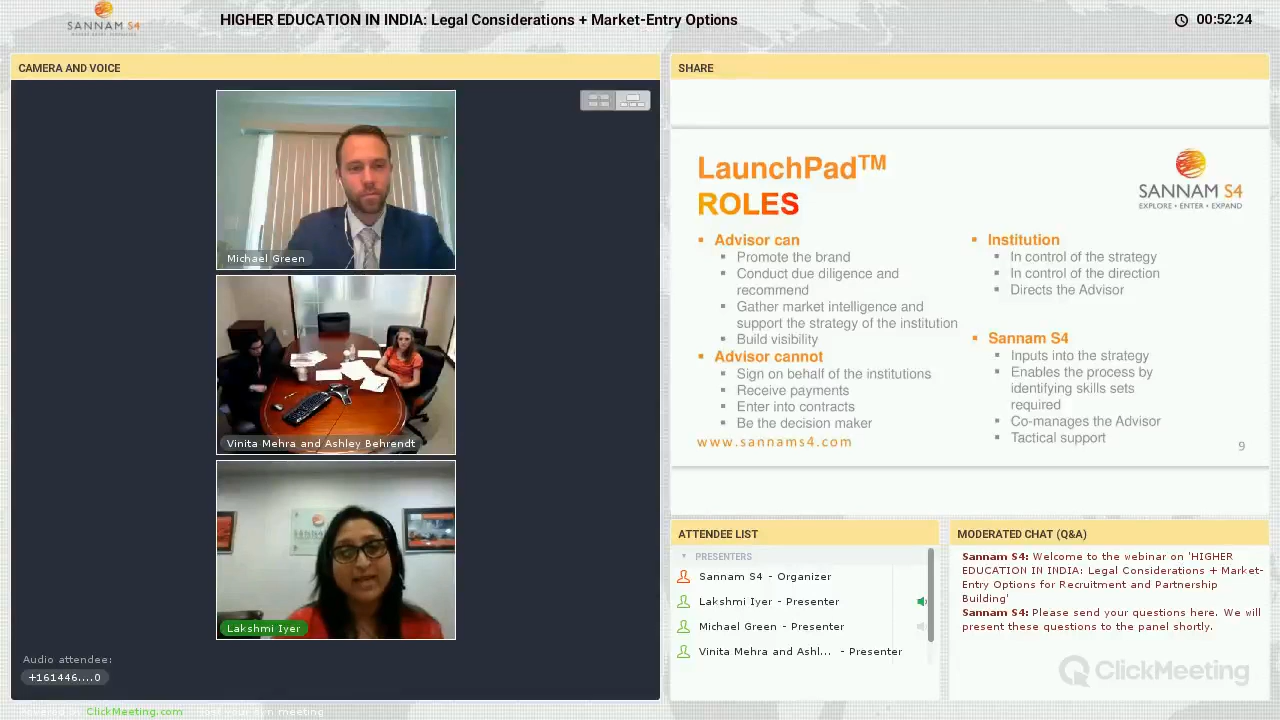 SANNAM S4
HIGHER EDUCATION IN INDIA: Legal Considerations + Market-Entry Options
00:52:24
CAMERA AND VOICE
Michael Green
Vinita Mehra and Ashley Behrendt
Lakshmi Iyer
Audio attendee:
+161446....0
ClickMeeting.com
SHARE
LaunchPadTM
ROLES
SANNAM S4
EXPLORE • ENTER • EXPAND
Advisor can
Promote the brand
Conduct due diligence and
recommend
Gather market intelligence and
support the strategy of the institution
Build visibility
Advisor cannot
Sign on behalf of the institutions
Receive payments
Enter into contracts
Be the decision maker
www.sannams4.com
Institution
In control of the strategy
In control of the direction
Directs the Advisor
Sannam S4
Inputs into the strategy
Enables the process by
identifying skills sets
required
Co-manages the Advisor
Tactical support
9
ATTENDEE LIST
PRESENTERS
Sannam S4 - Organizer
Lakshmi Iyer - Presenter
Michael Green - Presenter
Vinita Mehra and Ashl... - Presenter
MODERATED CHAT (Q&A)
Sannam S4: Welcome to the webinar on 'HIGHER
EDUCATION IN INDIA: Legal Considerations + Market-
Entry Options for Recruitment and Partnership
Building'
Sannam S4: Please send your questions here. We will
present these questions to the panel shortly.
ClickMeeting